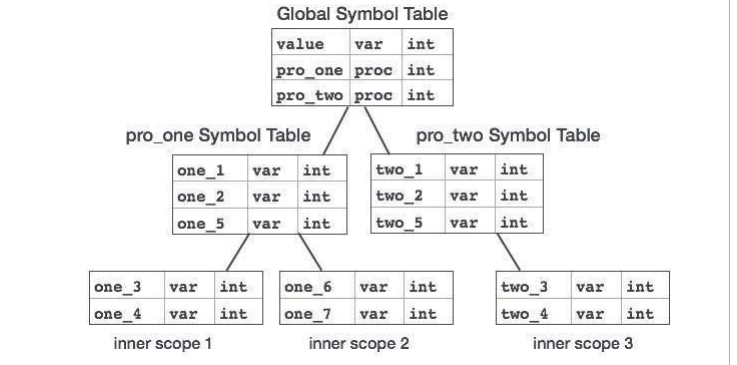 Global Symbol Table
value var int
pro_one proc int
pro_two proc int
pro_one Symbol Table
one_1 var int
one_2 var int
one_5 var int
pro_two Symbol Table
two_1 var int
two_2 var int
two_5 var int
one_3 var int
one_4 var int
inner scope 1
one_6 var int
one_7 var int
inner scope 2
two_3 var int
two_4 var int
inner scope 3